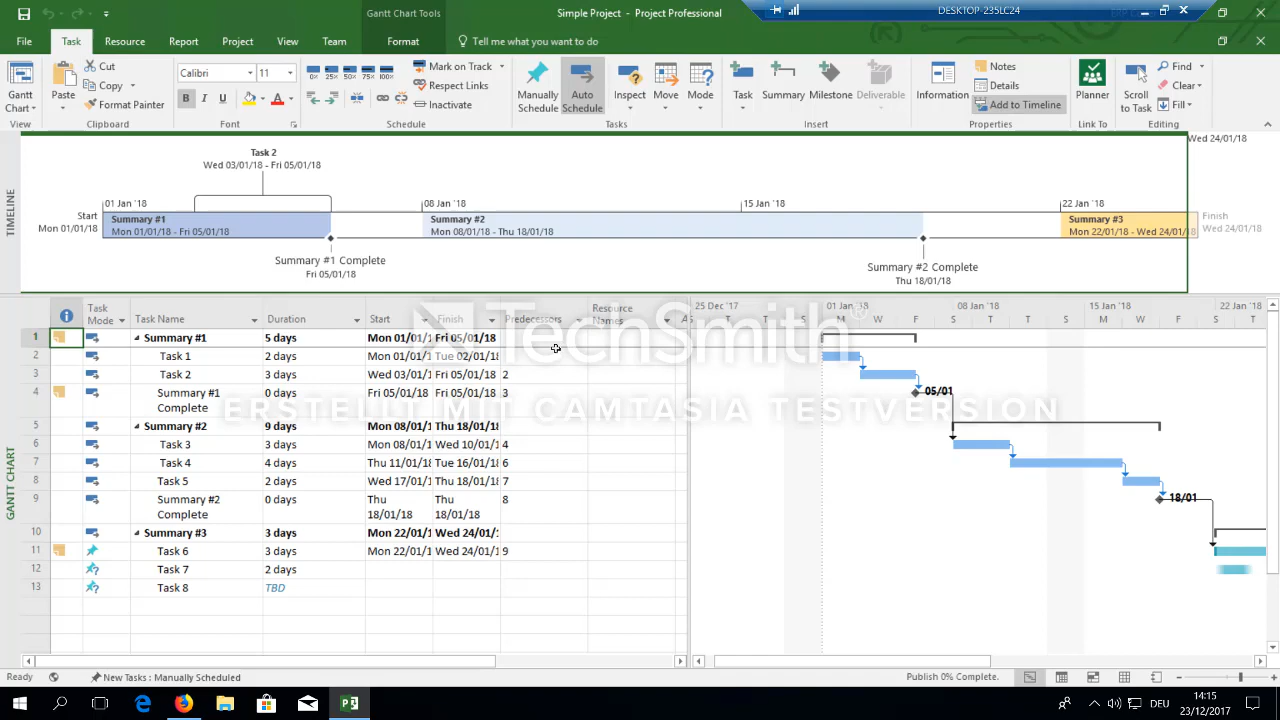 Gantt Chart Tools
Simple Project - Project Professional
DESKTOP-235LC24
File Task Resource Report Project View Team Format Tell me what you want to do
Gantt Chart
View
Paste
Cut
Copy
Format Painter
Clipboard
Calibri 11
B I U A
Font
0% 25% 50% 75% 100%
Mark on Track
Respect Links
Inactivate
Schedule
Manually Schedule
Auto Schedule
Inspect
Move
Mode
Tasks
Task
Summary
Milestone
Deliverable
Insert
Information
Notes
Details
Add to Timeline
Properties
Planner
Link To
Scroll to Task
Find
Clear
Fill
Editing
TIMELINE
Wed 24/01/18
Task 2
Wed 03/01/18 - Fri 05/01/18
01 Jan '18 08 Jan '18 15 Jan '18 22 Jan '18
Start
Mon 01/01/18
Summary #1
Mon 01/01/18 - Fri 05/01/18
Summary #2
Mon 08/01/18 - Thu 18/01/18
Summary #3
Mon 22/01/18 - Wed 24/01/18
Finish
Wed 24/01/18
Summary #1 Complete
Fri 05/01/18
Summary #2 Complete
Thu 18/01/18
GANTT CHART
Task Mode Task Name Duration Start Finish Predecessors Resource Names
25 Dec '17 01 Jan '18 08 Jan '18 15 Jan '18 22 Jan '18
S T M W F S T M W F S T
1 Summary #1 5 days Mon 01/01/1 Fri 05/01/18
2 Task 1 2 days Mon 01/01/1 Tue 02/01/18
3 Task 2 3 days Wed 03/01/1 Fri 05/01/18 2
4 Summary #1 Complete 0 days Fri 05/01/18 Fri 05/01/18 3
05/01
5 Summary #2 9 days Mon 08/01/1 Thu 18/01/18
6 Task 3 3 days Mon 08/01/1 Wed 10/01/1 4
7 Task 4 4 days Thu 11/01/18 Tue 16/01/18 6
8 Task 5 2 days Wed 17/01/1 Thu 18/01/18 7
9 Summary #2 Complete 0 days Thu 18/01/18 Thu 18/01/18 8
18/01
10 Summary #3 3 days Mon 22/01/1 Wed 24/01/1
11 Task 6 3 days Mon 22/01/1 Wed 24/01/1 9
12 Task 7 2 days
13 Task 8 TBD
TechSmith®
ERSTELLT MIT CAMTASIA TESTVERSION
Ready New Tasks : Manually Scheduled
Publish 0% Complete.
DEU
14:15
23/12/2017